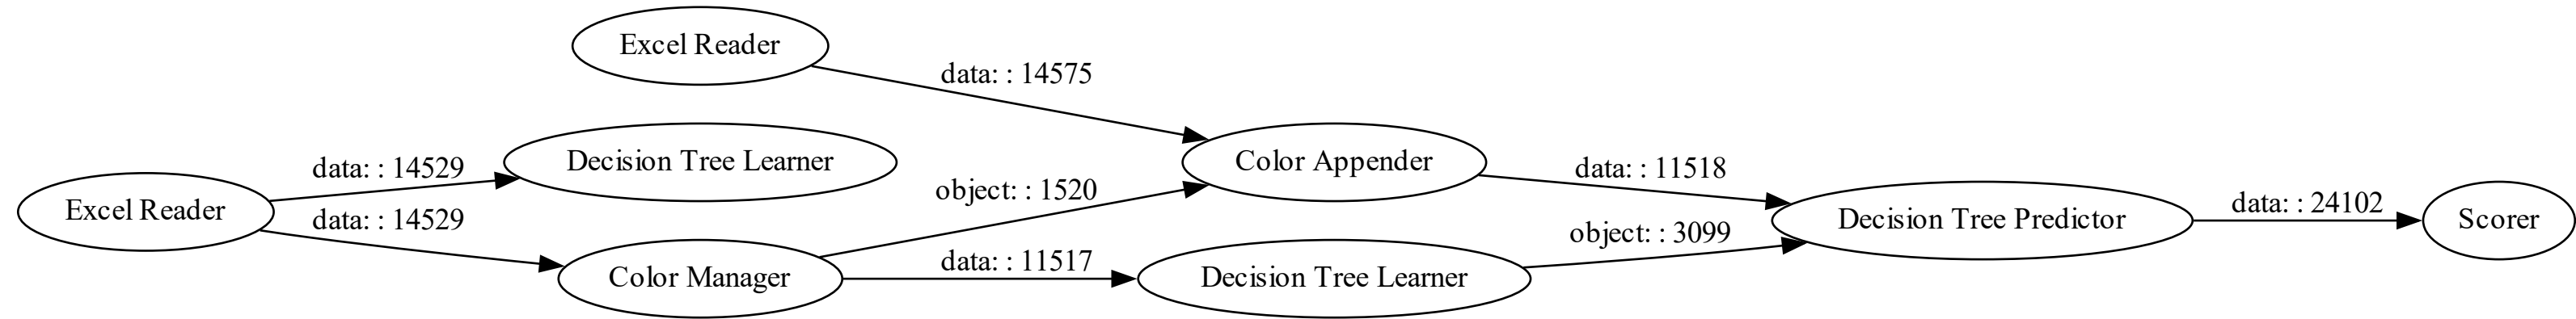 Excel Reader
data: : 14575
Decision Tree Learner
data: : 14529
Excel Reader
data: : 14529
Color Manager
object: : 1520
data: : 11517
Color Appender
Decision Tree Learner
data: : 11518
object: : 3099
Decision Tree Predictor
data: : 24102
Scorer